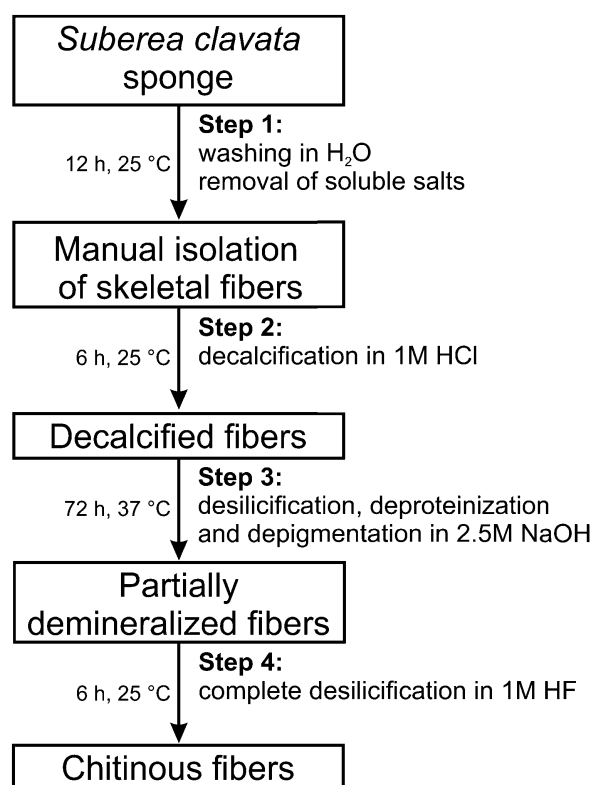 Suberea clavata
sponge
Step 1:
12 h, 25 °C
washing in H₂O
removal of soluble salts
Manual isolation
of skeletal fibers
Step 2:
6 h, 25 °C
decalcification in 1M HCl
Decalcified fibers
Step 3:
72 h, 37 °C
desilicification, deproteinization
and depigmentation in 2.5M NaOH
Partially
demineralized fibers
Step 4:
6 h, 25 °C
complete desilicification in 1M HF
Chitinous fibers